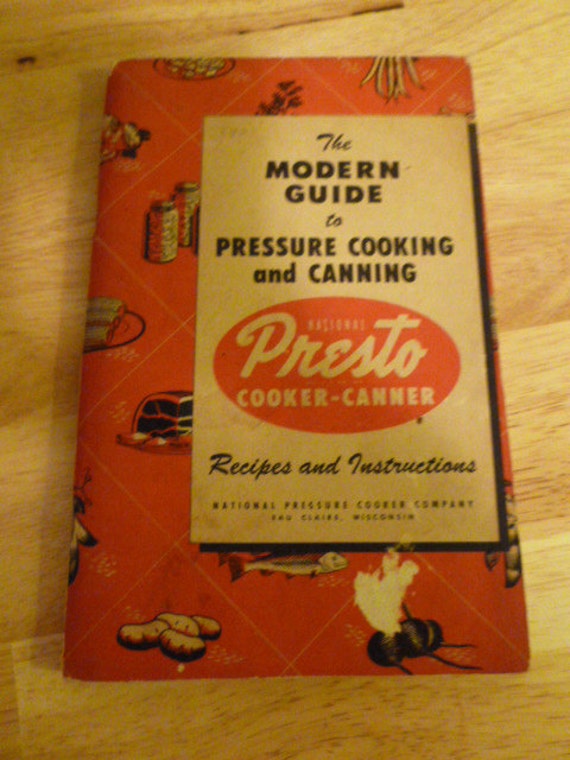 The
MODERN
GUIDE
to
PRESSURE COOKING
and CANNING
NATIONAL
Presto
COOKER-CANNER
Recipes and Instructions
NATIONAL PRESSURE COOKER COMPANY
EAU CLAIRE, WISCONSIN